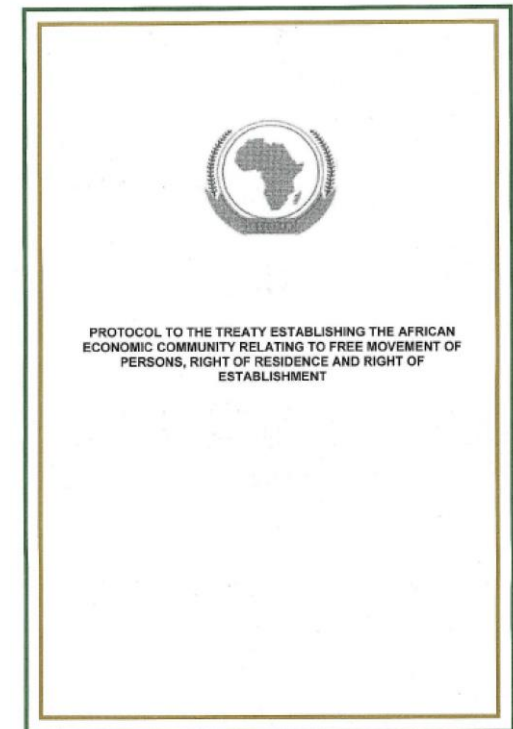 PROTOCOL TO THE TREATY ESTABLISHING THE AFRICAN
ECONOMIC COMMUNITY RELATING TO FREE MOVEMENT OF
PERSONS, RIGHT OF RESIDENCE AND RIGHT OF
ESTABLISHMENT